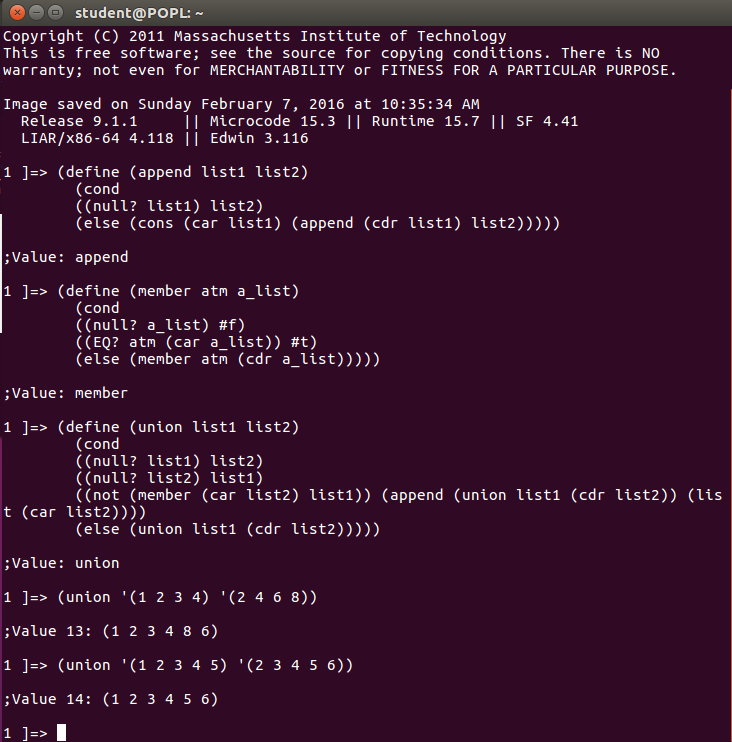 student@POPL: ~
Copyright (C) 2011 Massachusetts Institute of Technology
This is free software; see the source for copying conditions. There is NO
warranty; not even for MERCHANTABILITY or FITNESS FOR A PARTICULAR PURPOSE.

Image saved on Sunday February 7, 2016 at 10:35:34 AM
  Release 9.1.1     || Microcode 15.3 || Runtime 15.7 || SF 4.41
  LIAR/x86-64 4.118 || Edwin 3.116

1 ]=> (define (append list1 list2)
        (cond
        ((null? list1) list2)
        (else (cons (car list1) (append (cdr list1) list2)))))

;Value: append

1 ]=> (define (member atm a_list)
        (cond
        ((null? a_list) #f)
        ((EQ? atm (car a_list)) #t)
        (else (member atm (cdr a_list)))))

;Value: member

1 ]=> (define (union list1 list2)
        (cond
        ((null? list1) list2)
        ((null? list2) list1)
        ((not (member (car list2) list1)) (append (union list1 (cdr list2)) (lis
t (car list2))))
        (else (union list1 (cdr list2)))))

;Value: union

1 ]=> (union '(1 2 3 4) '(2 4 6 8))

;Value 13: (1 2 3 4 8 6)

1 ]=> (union '(1 2 3 4 5) '(2 3 4 5 6))

;Value 14: (1 2 3 4 5 6)

1 ]=>